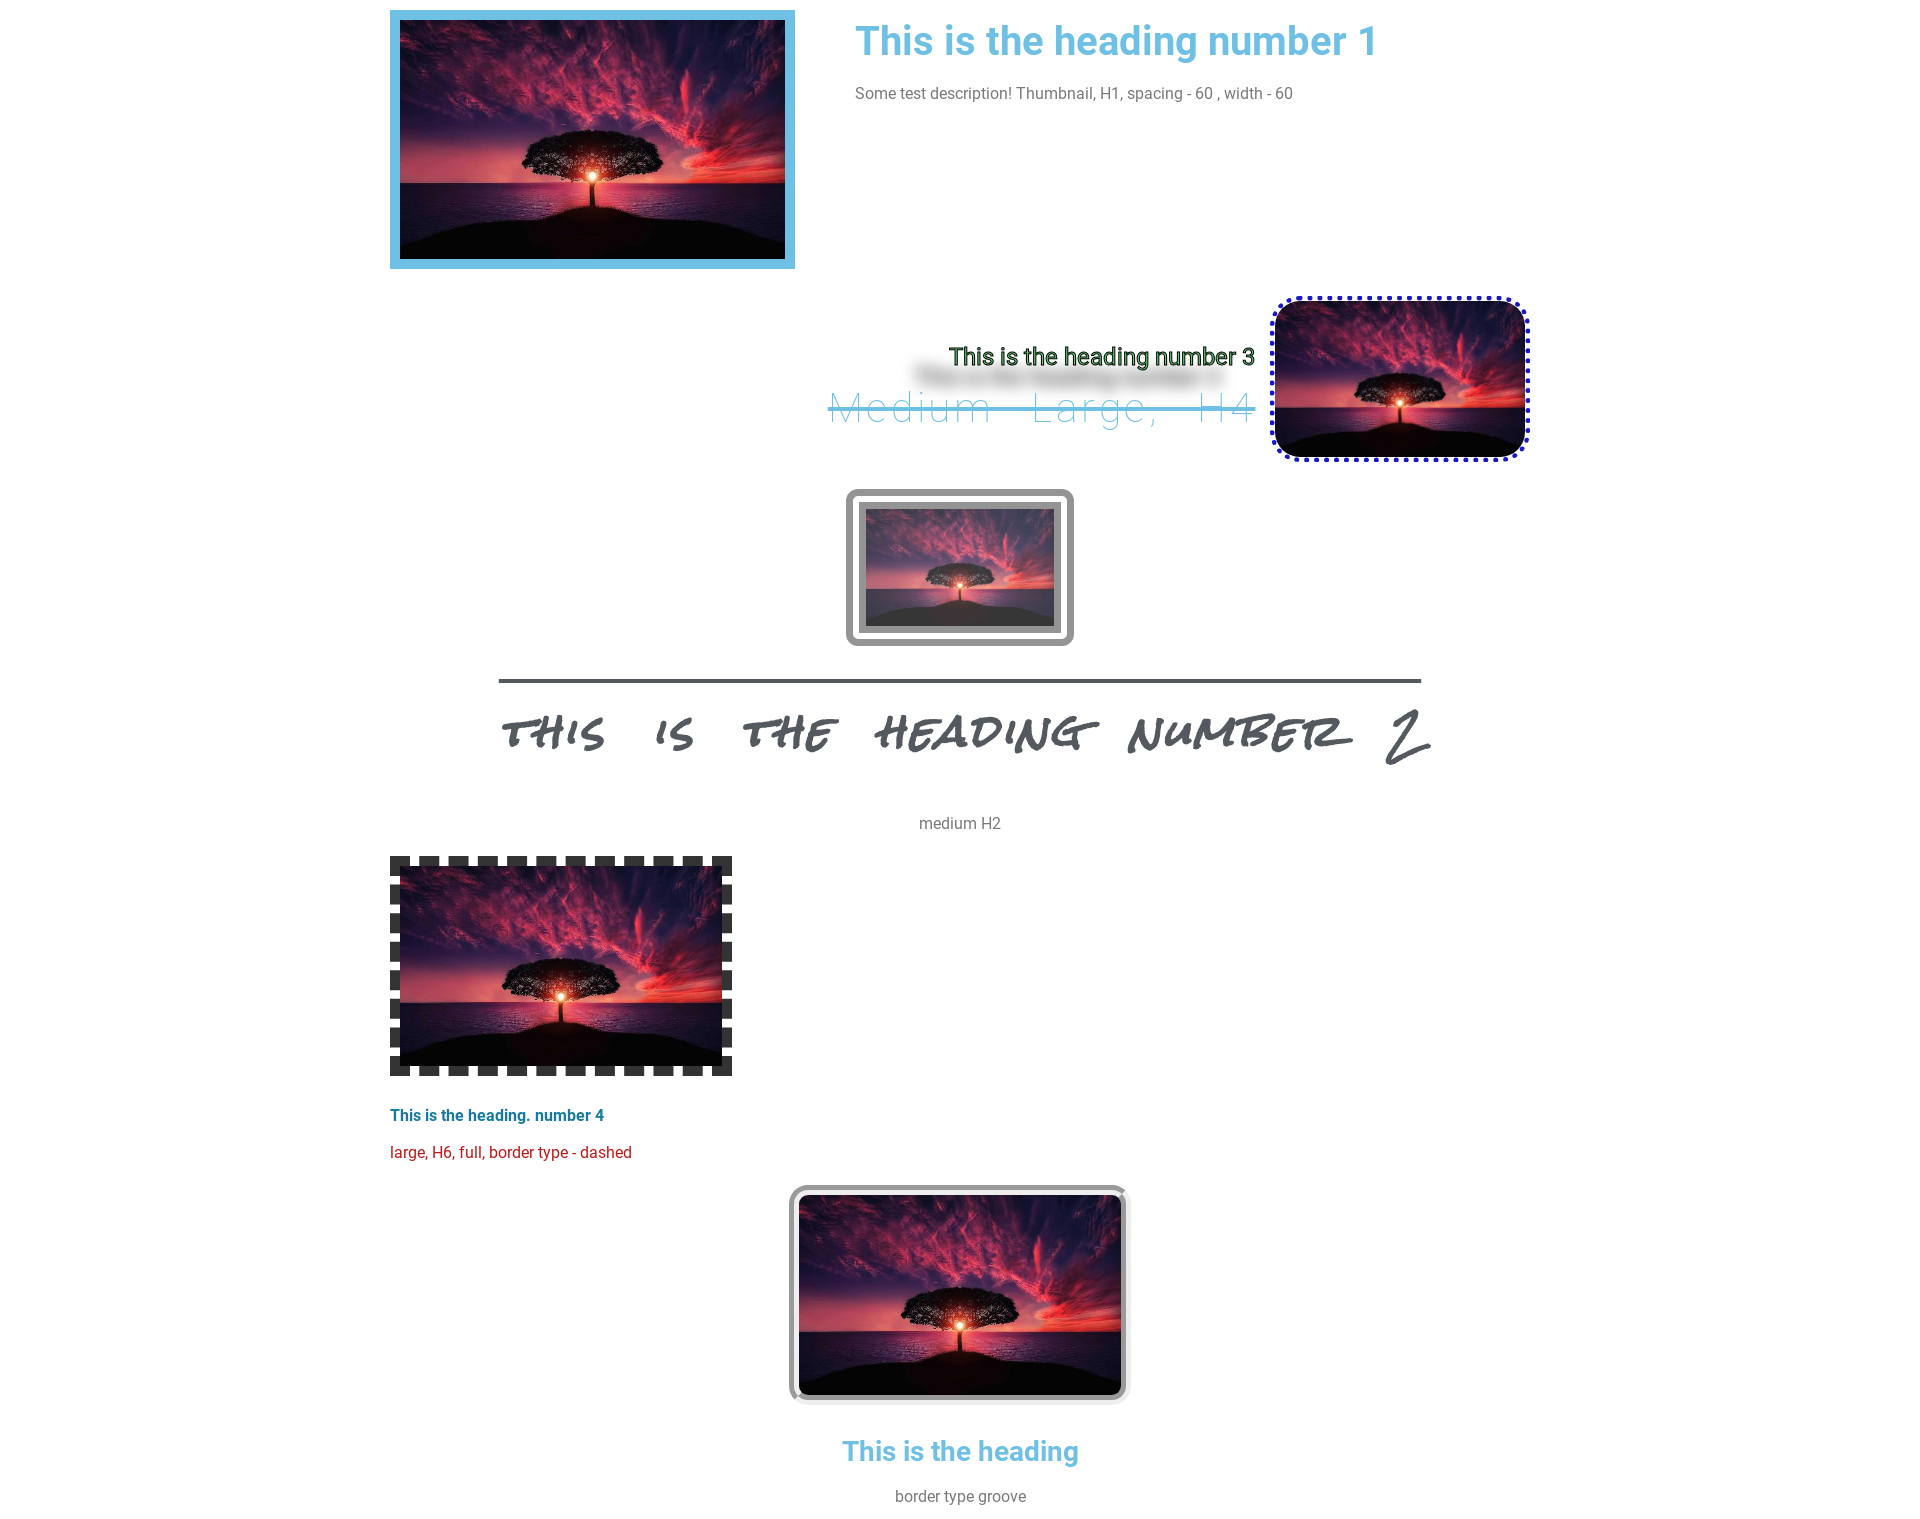 This is the heading number 1
Some test description! Thumbnail, H1, spacing - 60 , width - 60
This is the heading number 3
Medium Large, H4
THIS IS THE HEADING NUMBER 2
medium H2
This is the heading. number 4
large, H6, full, border type - dashed
This is the heading
border type groove